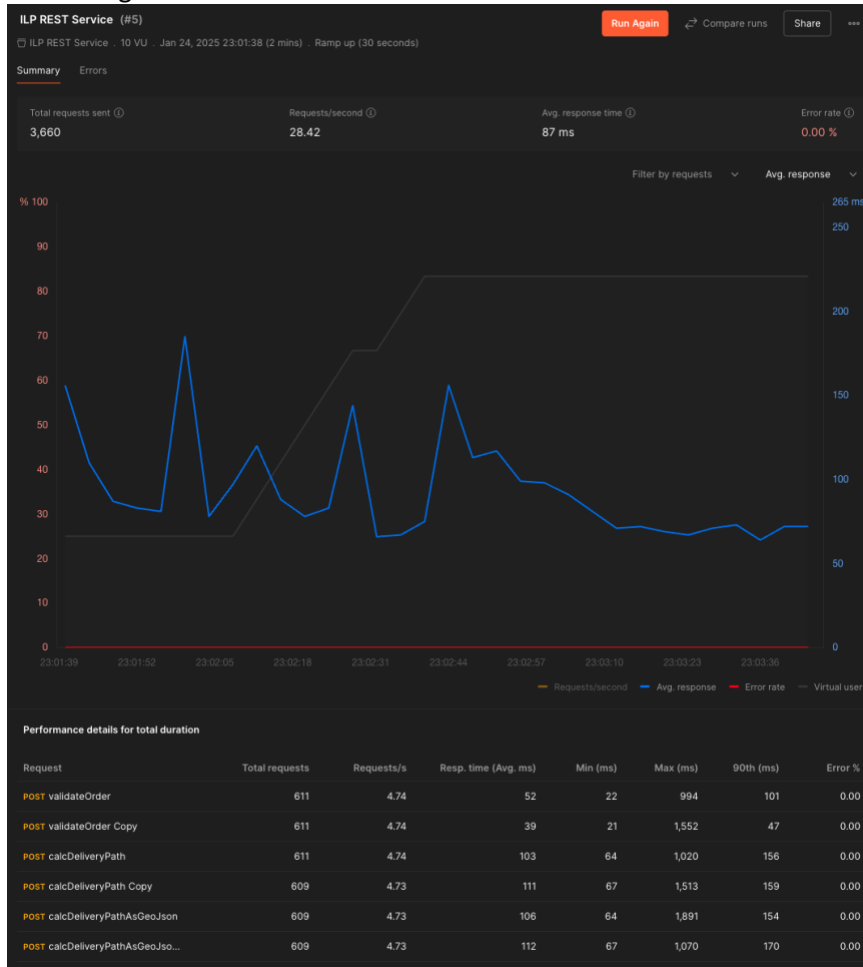 ILP REST Service (#5)
Run Again
Compare runs
Share
ILP REST Service . 10 VU . Jan 24, 2025 23:01:38 (2 mins) . Ramp up (30 seconds)
Summary Errors
Total requests sent Requests/second Avg. response time Error rate
3,660 28.42 87 ms 0.00 %
Filter by requests Avg. response
% 100 265 ms
250
90
80
200
70
60
150
50
40
100
30
20
50
10
0 0
23:01:39 23:01:52 23:02:05 23:02:18 23:02:31 23:02:44 23:02:57 23:03:10 23:03:23 23:03:36
Requests/second Avg. response Error rate Virtual user
Performance details for total duration
Request Total requests Requests/s Resp. time (Avg. ms) Min (ms) Max (ms) 90th (ms) Error %
POST validateOrder 611 4.74 52 22 994 101 0.00
POST validateOrder Copy 611 4.74 39 21 1,552 47 0.00
POST calcDeliveryPath 611 4.74 103 64 1,020 156 0.00
POST calcDeliveryPath Copy 609 4.73 111 67 1,513 159 0.00
POST calcDeliveryPathAsGeoJson 609 4.73 106 64 1,891 154 0.00
POST calcDeliveryPathAsGeoJso... 609 4.73 112 67 1,070 170 0.00